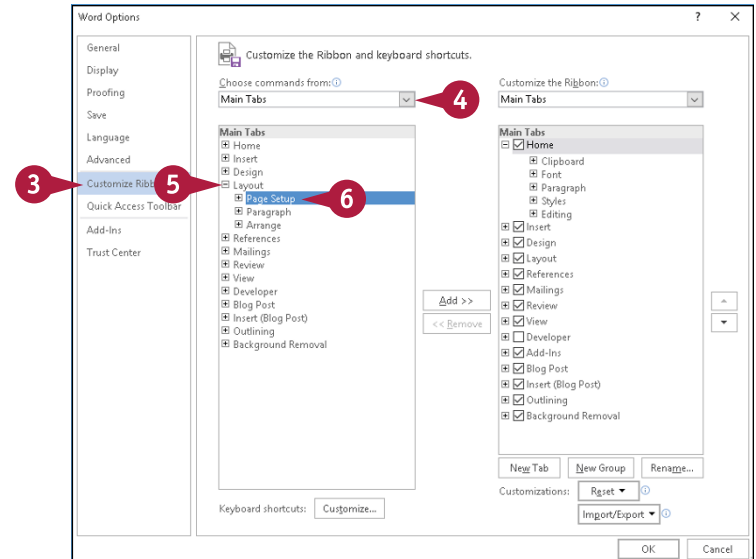 Word Options
?
General
Display
Proofing
Save
Language
Advanced
Customize
Quick Access Toolbar
Add-Ins
Trust Center
3
Customize the Ribbon and keyboard shortcuts.
Choose commands from:
Main Tabs
4
Main Tabs
Home
Insert
Design
5
Layout
Page Setup
6
Paragraph
Arrange
References
Mailings
Review
View
Developer
Blog Post
Insert (Blog Post)
Outlining
Background Removal
Add >>
<< Remove
Keyboard shortcuts: Customize...
Customize the Ribbon:
Main Tabs
Main Tabs
Home
Clipboard
Font
Paragraph
Styles
Editing
Insert
Design
Layout
References
Mailings
Review
View
Developer
Add-Ins
Blog Post
Insert (Blog Post)
Outlining
Background Removal
New Tab New Group Rename...
Customizations: Reset
Import/Export
OK Cancel